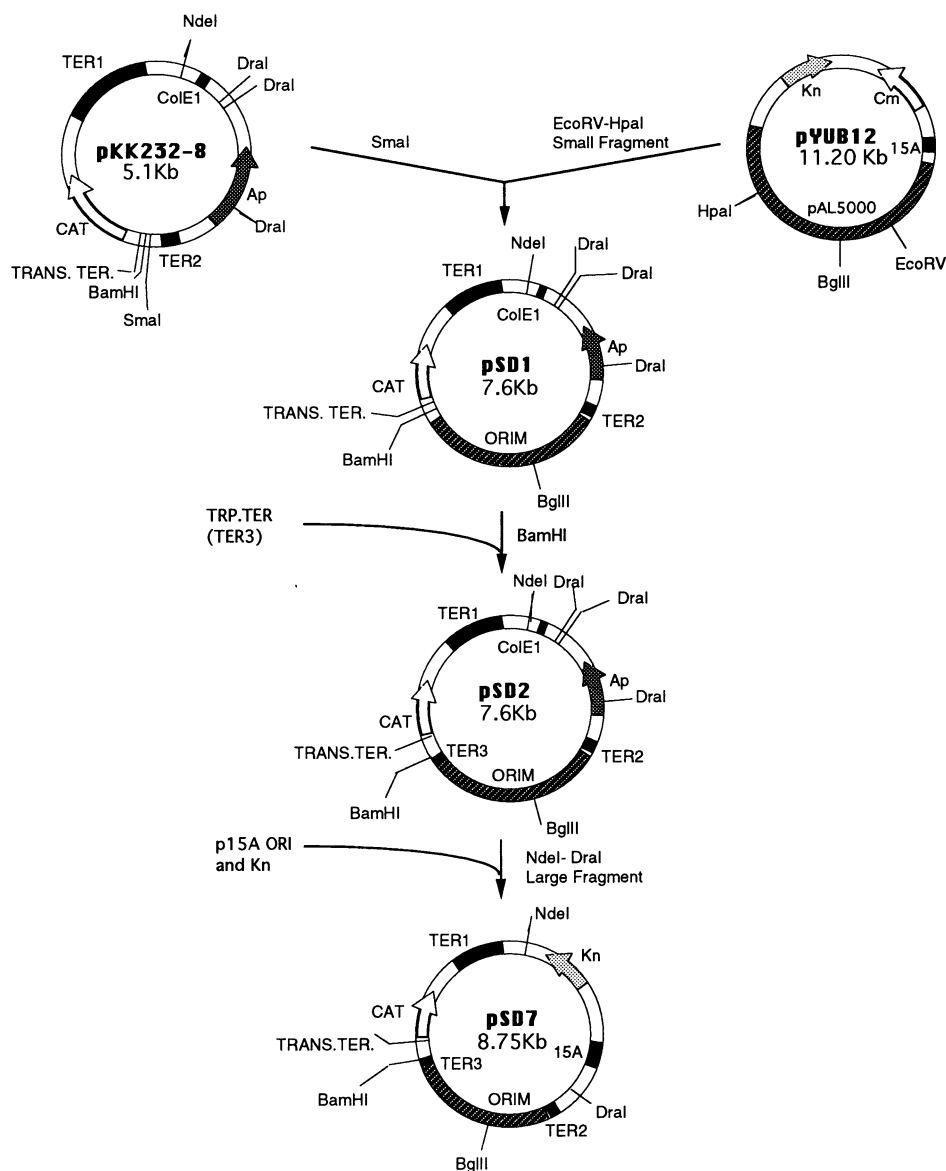 NdeI
TER1
DraI
DraI
ColE1
pKK232-8
5.1Kb
Ap
CAT
DraI
TRANS. TER.
TER2
BamHI
SmaI
SmaI
EcoRV-HpaI
Small Fragment
Kn
Cm
pYUB12
11.20 Kb
15A
HpaI
pAL5000
EcoRV
BglII
NdeI
DraI
TER1
DraI
ColE1
pSD1
7.6Kb
Ap
DraI
CAT
TRANS. TER.
TER2
ORIM
BamHI
BglII
TRP.TER
(TER3)
BamHI
NdeI
DraI
DraI
TER1
ColE1
pSD2
7.6Kb
Ap
DraI
CAT
TRANS.TER.
TER3
TER2
ORIM
BamHI
BglII
p15A ORI
and Kn
NdeI- DraI
Large Fragment
NdeI
TER1
Kn
CAT
pSD7
8.75Kb
TRANS.TER.
15A
TER3
BamHI
ORIM
DraI
TER2
BglII